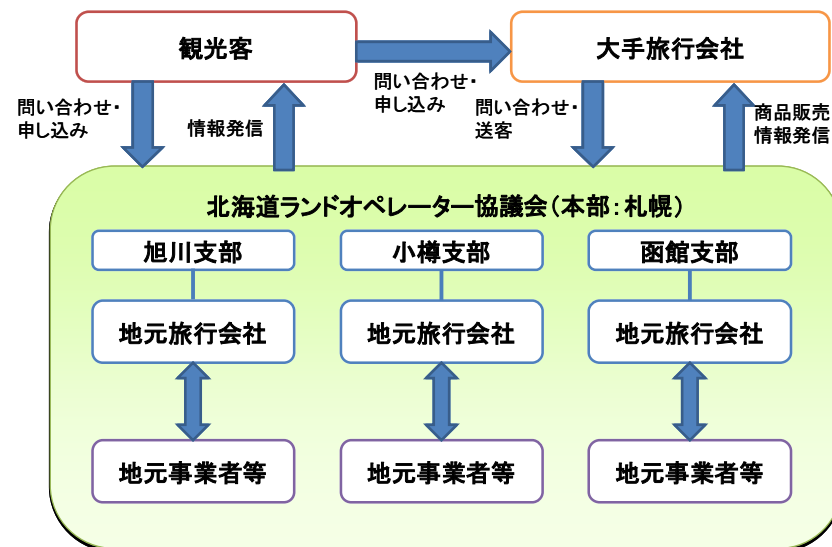 観光客
大手旅行会社
問い合わせ・
申し込み
問い合わせ・
申し込み
情報発信
問い合わせ・
送客
商品販売
情報発信
北海道ランドオペレーター協議会(本部:札幌)
旭川支部
小樽支部
函館支部
地元旅行会社
地元旅行会社
地元旅行会社
地元事業者等
地元事業者等
地元事業者等